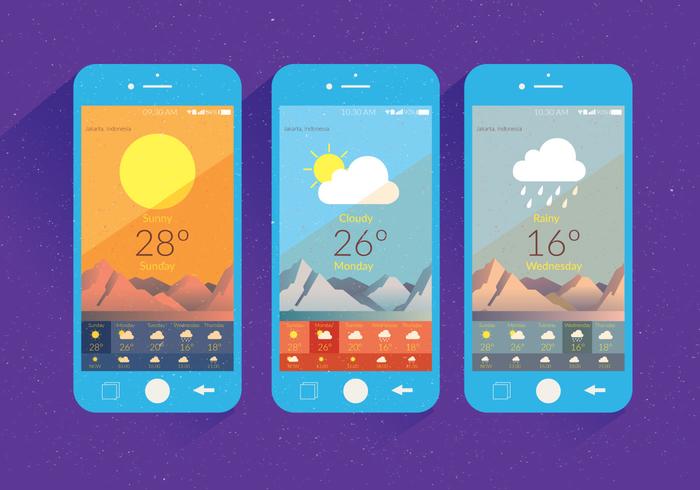 09.30 AM
Jakarta, Indonesia
Sunny
28°
Sunday
Sunday Monday Tuesday Wednesday Thursday
28° 26° 20° 16° 18°
NOW
10.30 AM
Jakarta, Indonesia
Cloudy
26°
Monday
Sunday Monday Tuesday Wednesday Thursday
28° 26° 20° 16° 18°
NOW
10.30 AM
Jakarta, Indonesia
Rainy
16°
Wednesday
Sunday Monday Tuesday Wednesday Thursday
28° 26° 20° 16° 18°
NOW